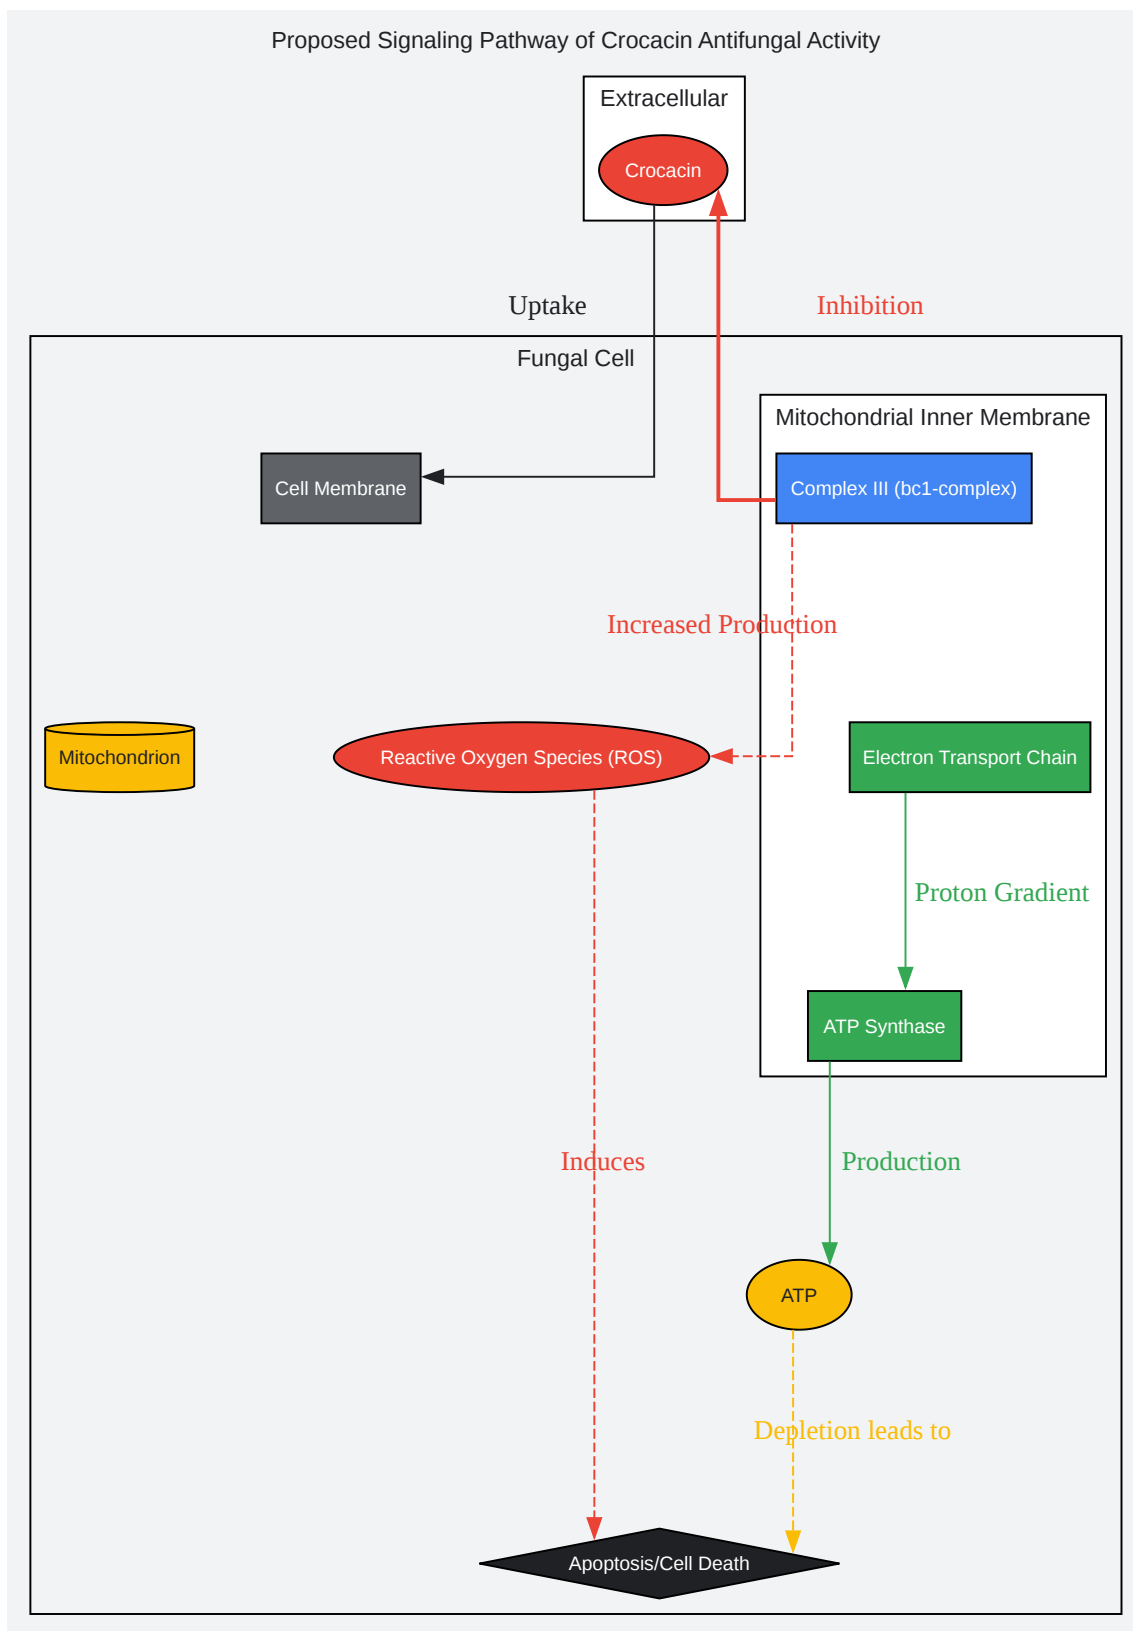 Proposed Signaling Pathway of Crocacin Antifungal Activity
Extracellular
Crocacin
Uptake
Inhibition
Fungal Cell
Mitochondrial Inner Membrane
Cell Membrane
Complex III (bc1-complex)
Increased Production
Mitochondrion
Reactive Oxygen Species (ROS)
Electron Transport Chain
Proton Gradient
ATP Synthase
Induces
Production
ATP
Depletion leads to
Apoptosis/Cell Death